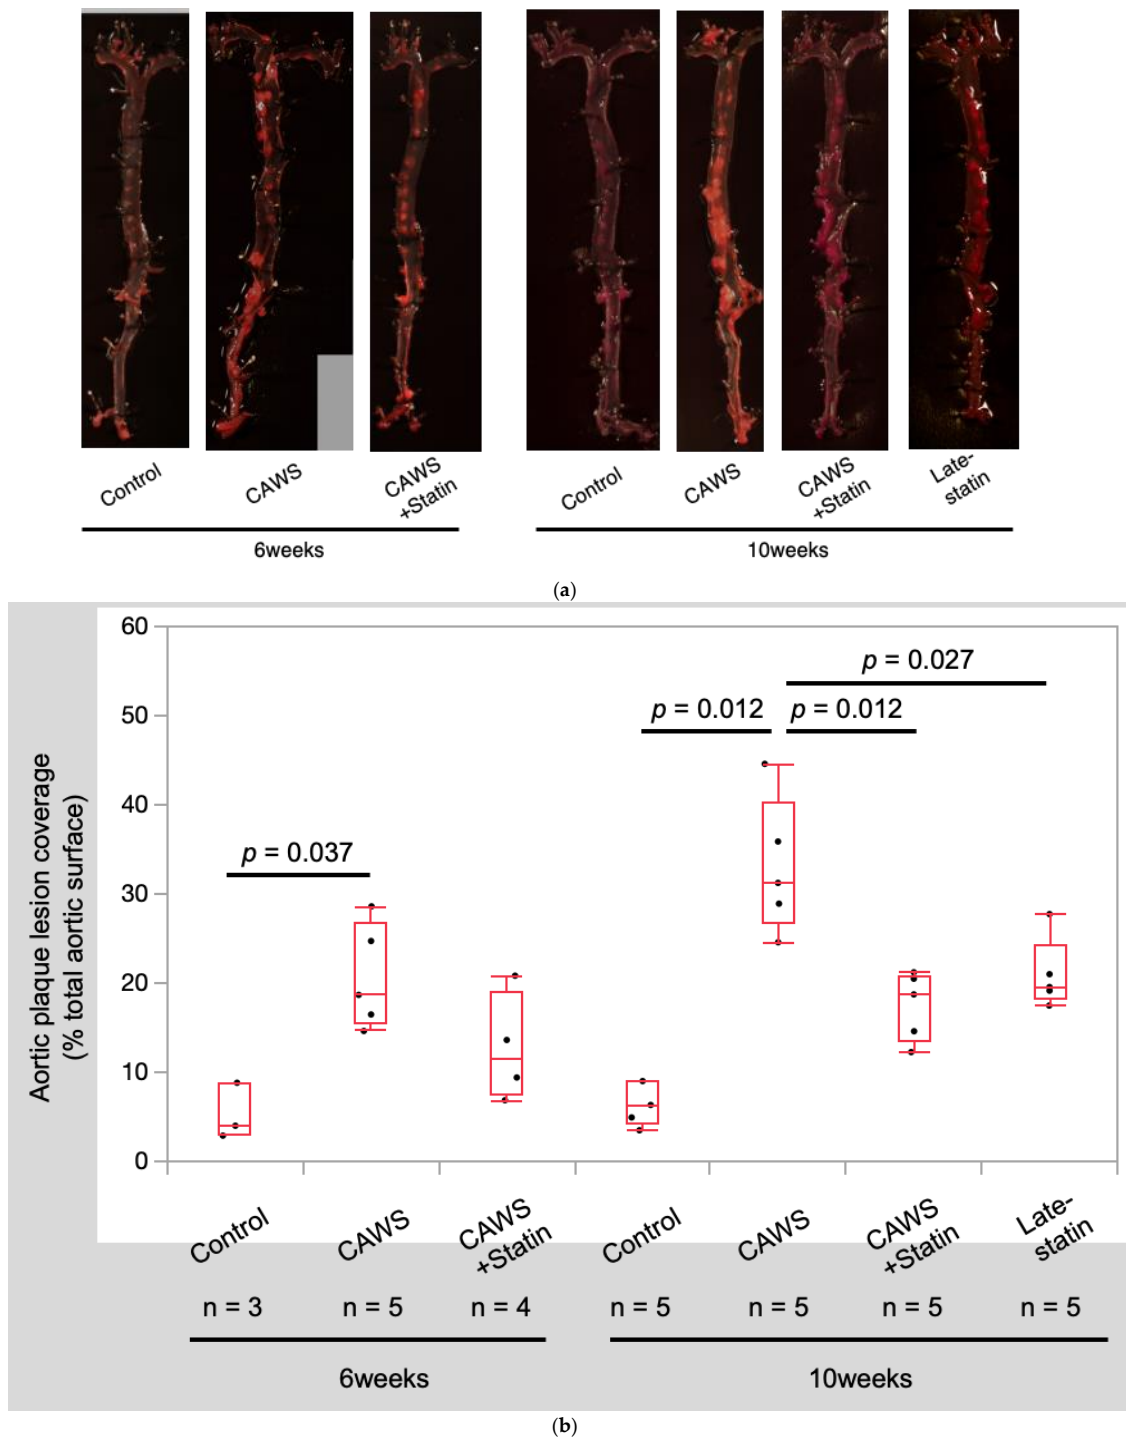 Control
CAWS
CAWS
+Statin
Control
CAWS
CAWS
+Statin
Late-
statin
6weeks
10weeks
(a)
60
50
40
30
20
10
0
Aortic plaque lesion coverage
(% total aortic surface)
p = 0.027
p = 0.012
p = 0.012
p = 0.037
Control
CAWS
CAWS
+Statin
Control
CAWS
CAWS
+Statin
Late-
statin
n = 3
n = 5
n = 4
n = 5
n = 5
n = 5
n = 5
6weeks
10weeks
(b)